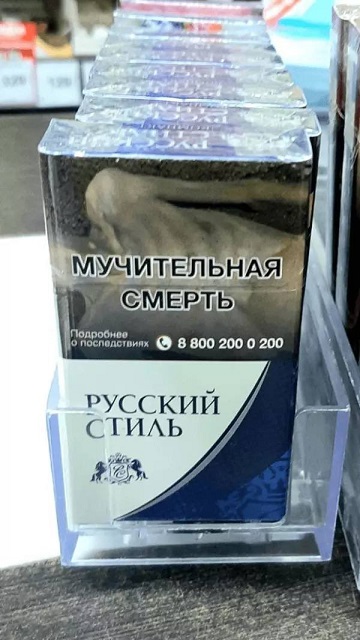 МУЧИТЕЛЬНАЯ
СМЕРТЬ
Подробнее
о последствиях 8 800 200 0 200
РУССКИЙ
СТИЛЬ